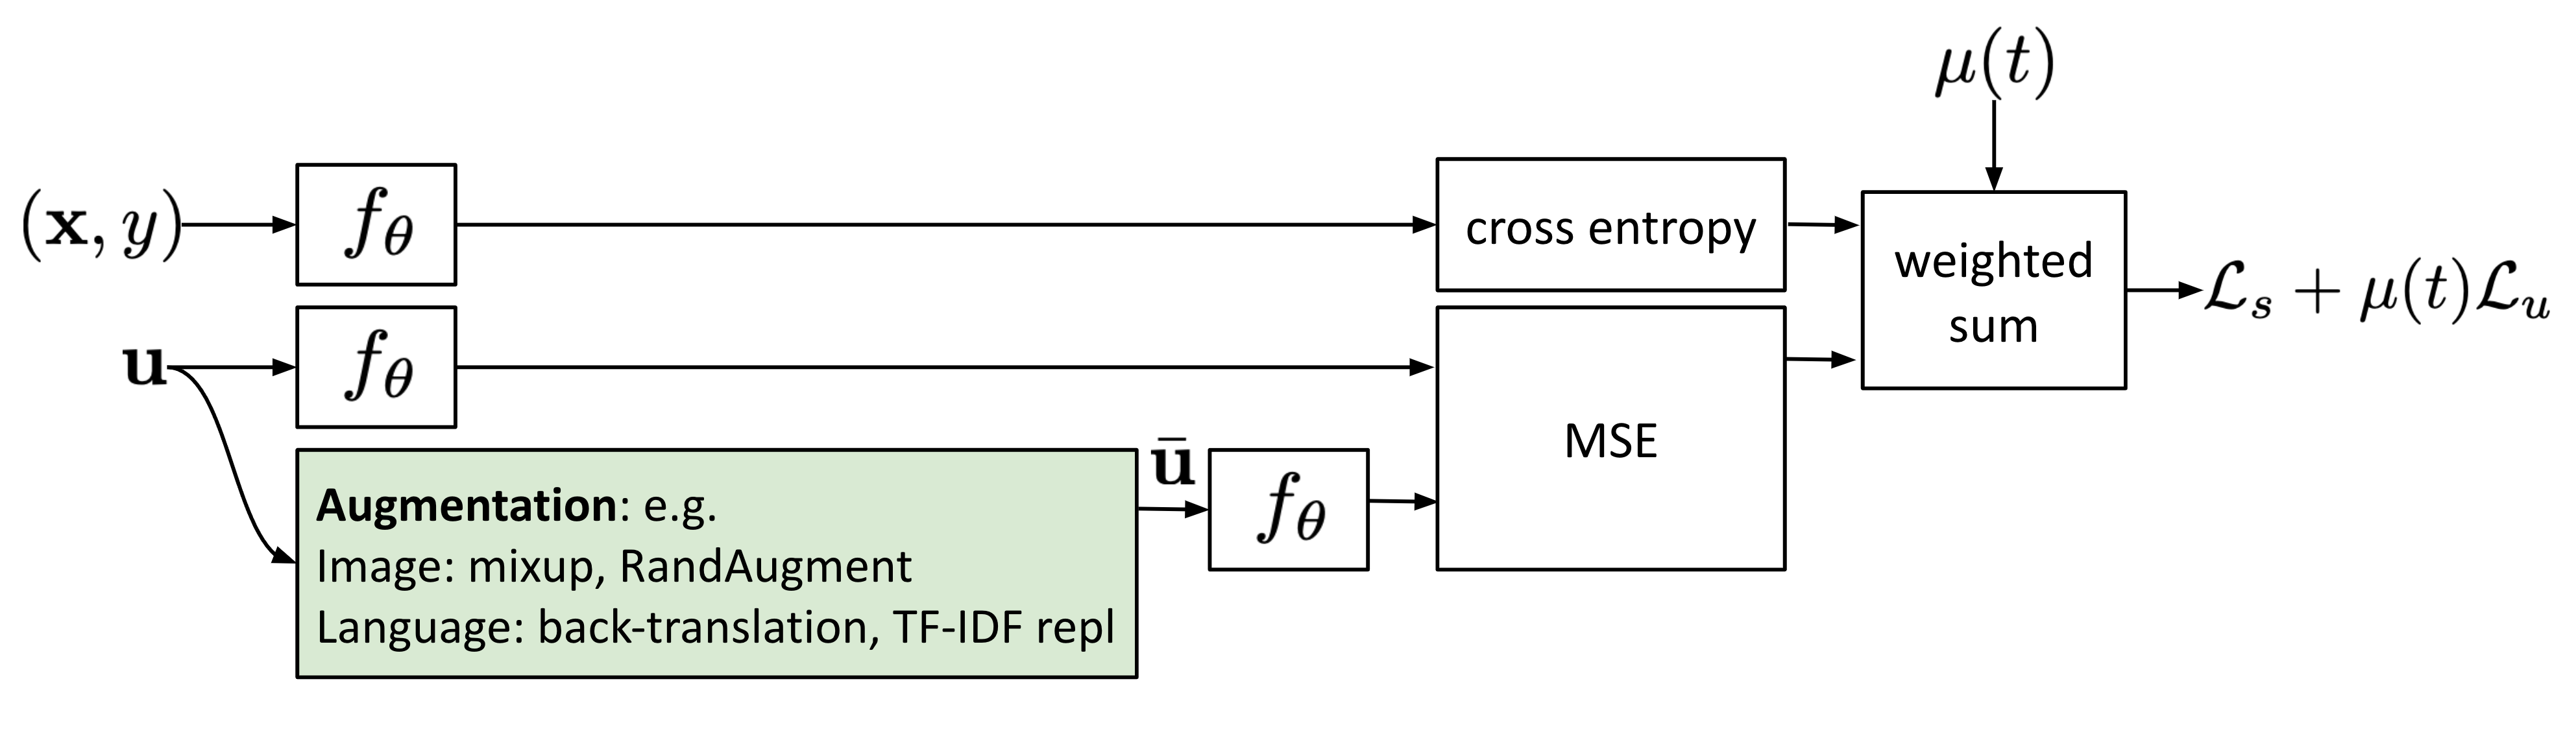 μ(t)
(x, y)
f_θ
cross entropy
weighted
sum
ℒ_s + μ(t)ℒ_u
u
f_θ
MSE
ū
f_θ
Augmentation: e.g.
Image: mixup, RandAugment
Language: back-translation, TF-IDF repl